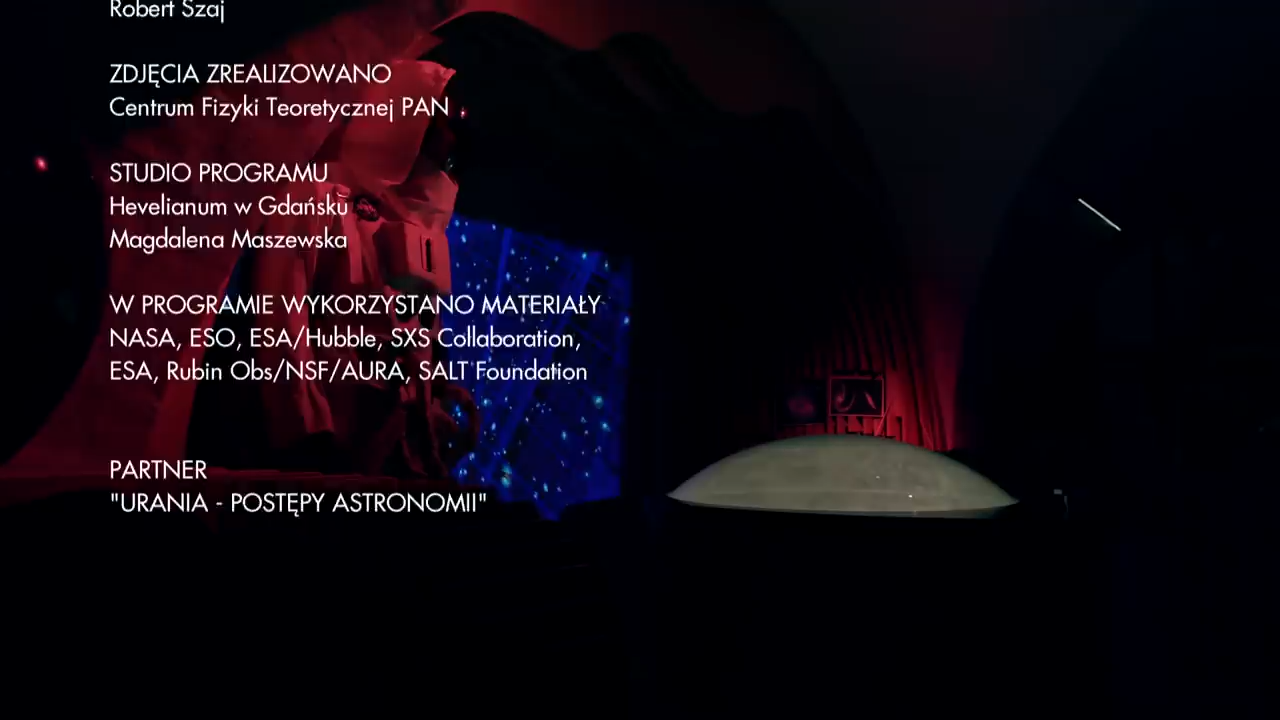 Robert Szaj
ZDJĘCIA ZREALIZOWANO
Centrum Fizyki Teoretycznej PAN
STUDIO PROGRAMU
Hevelianum w Gdańsku
Magdalena Maszewska
W PROGRAMIE WYKORZYSTANO MATERIAŁY
NASA, ESO, ESA/Hubble, SXS Collaboration,
ESA, Rubin Obs/NSF/AURA, SALT Foundation
PARTNER
"URANIA - POSTĘPY ASTRONOMII"